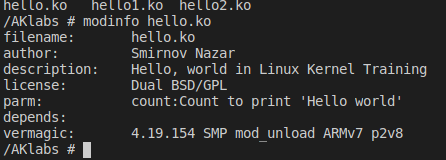 hello.ko hello1.ko hello2.ko
/AKlabs # modinfo hello.ko
filename: hello.ko
author: Smirnov Nazar
description: Hello, world in Linux Kernel Training
license: Dual BSD/GPL
parm: count:Count to print 'Hello world'
depends:
vermagic: 4.19.154 SMP mod_unload ARMv7 p2v8
/AKlabs #